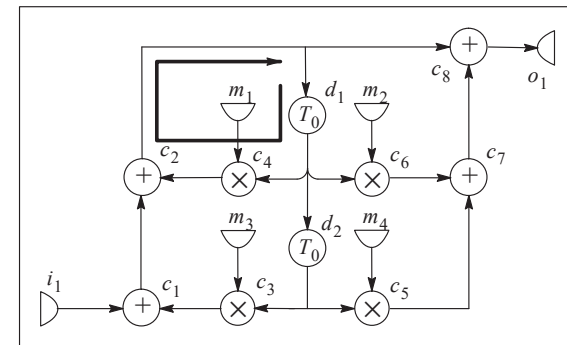 +
c8
o1
m1
d1
m2
T0
c2
c4
c6
c7
+
×
×
+
m3
d2
m4
T0
i1
c1
c3
c5
+
×
×